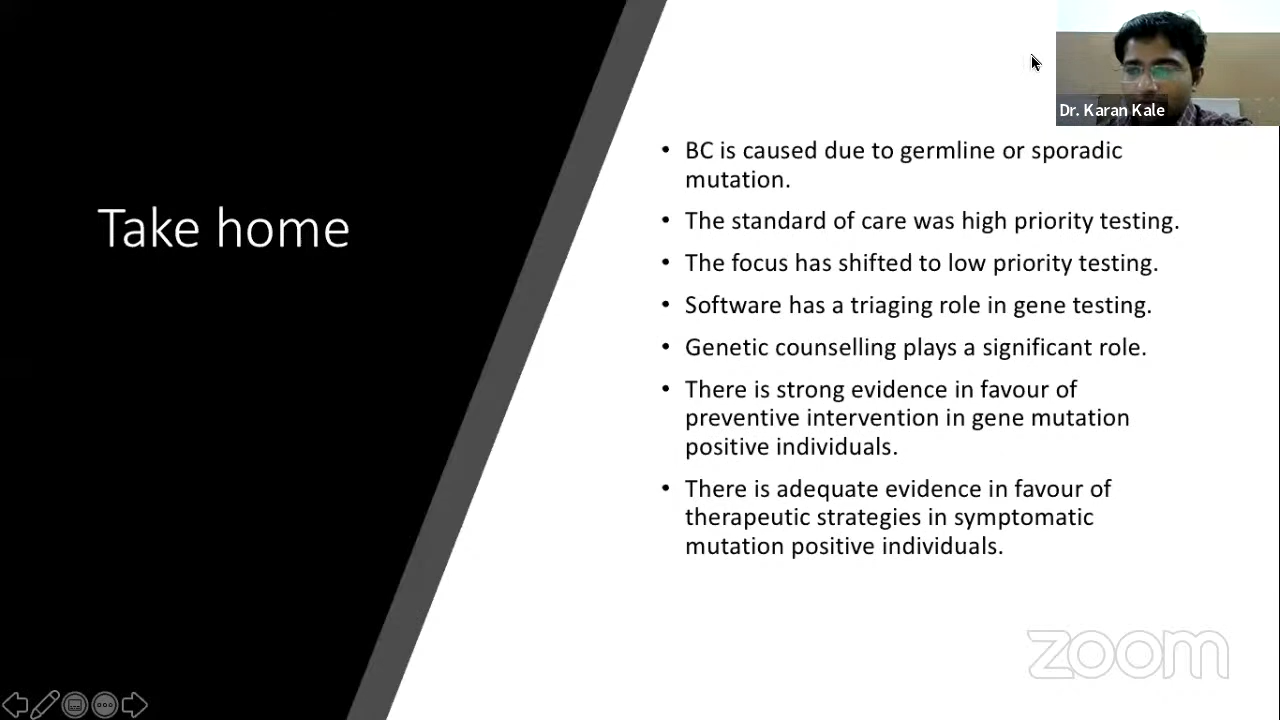 Dr. Karan Kale
Take home
• BC is caused due to germline or sporadic
mutation.
• The standard of care was high priority testing.
• The focus has shifted to low priority testing.
• Software has a triaging role in gene testing.
• Genetic counselling plays a significant role.
• There is strong evidence in favour of
preventive intervention in gene mutation
positive individuals.
• There is adequate evidence in favour of
therapeutic strategies in symptomatic
mutation positive individuals.
zoom